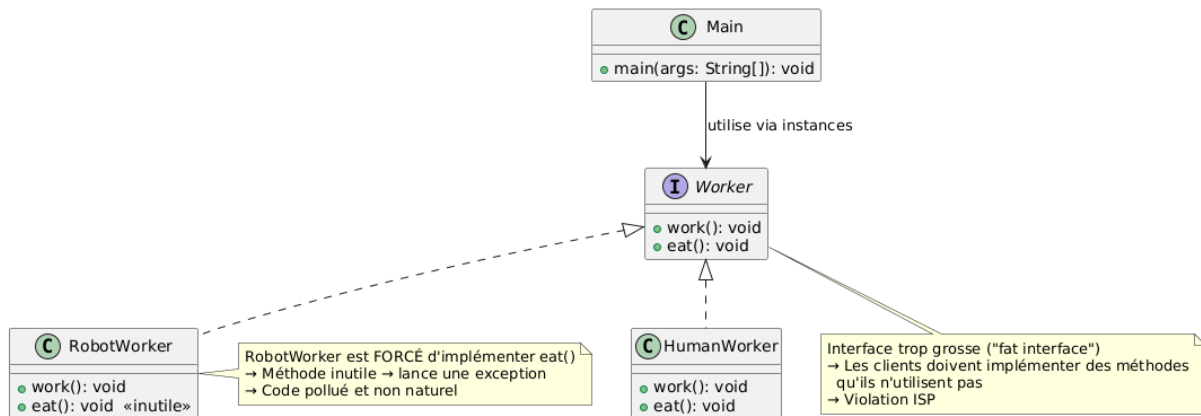 C Main
main(args: String[]): void
utilise via instances
I Worker
work(): void
eat(): void
C RobotWorker
work(): void
eat(): void «inutile»
RobotWorker est FORCÉ d'implémenter eat()
→ Méthode inutile → lance une exception
→ Code pollué et non naturel
C HumanWorker
work(): void
eat(): void
Interface trop grosse ("fat interface")
→ Les clients doivent implémenter des méthodes
qu'ils n'utilisent pas
→ Violation ISP